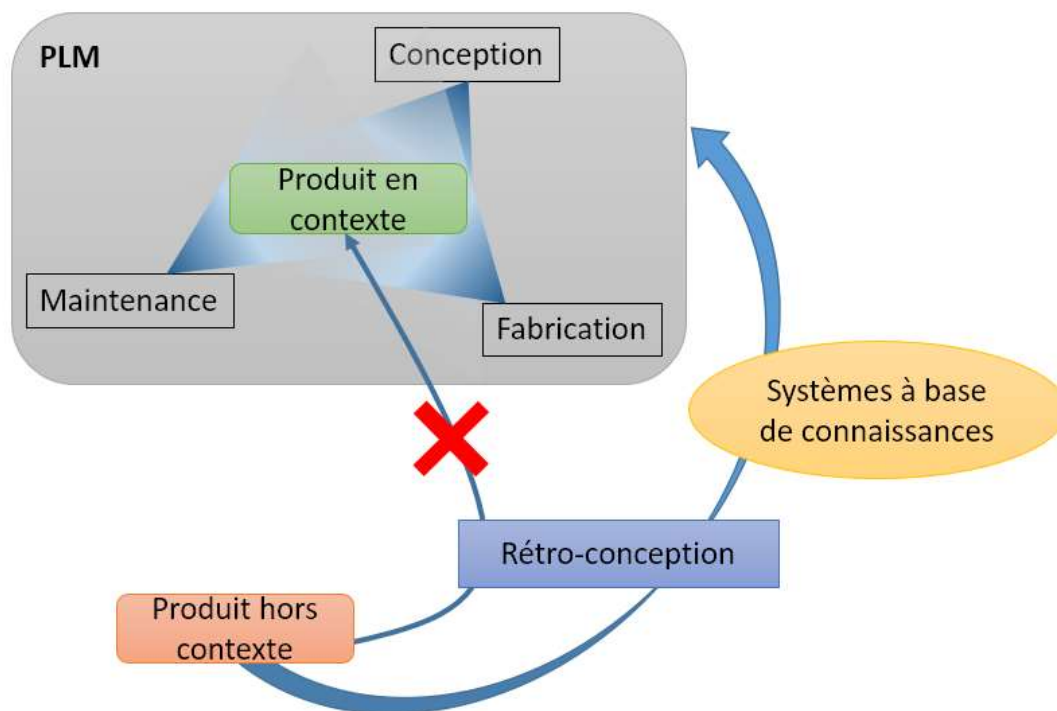 PLM
Conception
Produit en
contexte
Maintenance
Fabrication
Systèmes à base
de connaissances
Rétro-conception
Produit hors
contexte